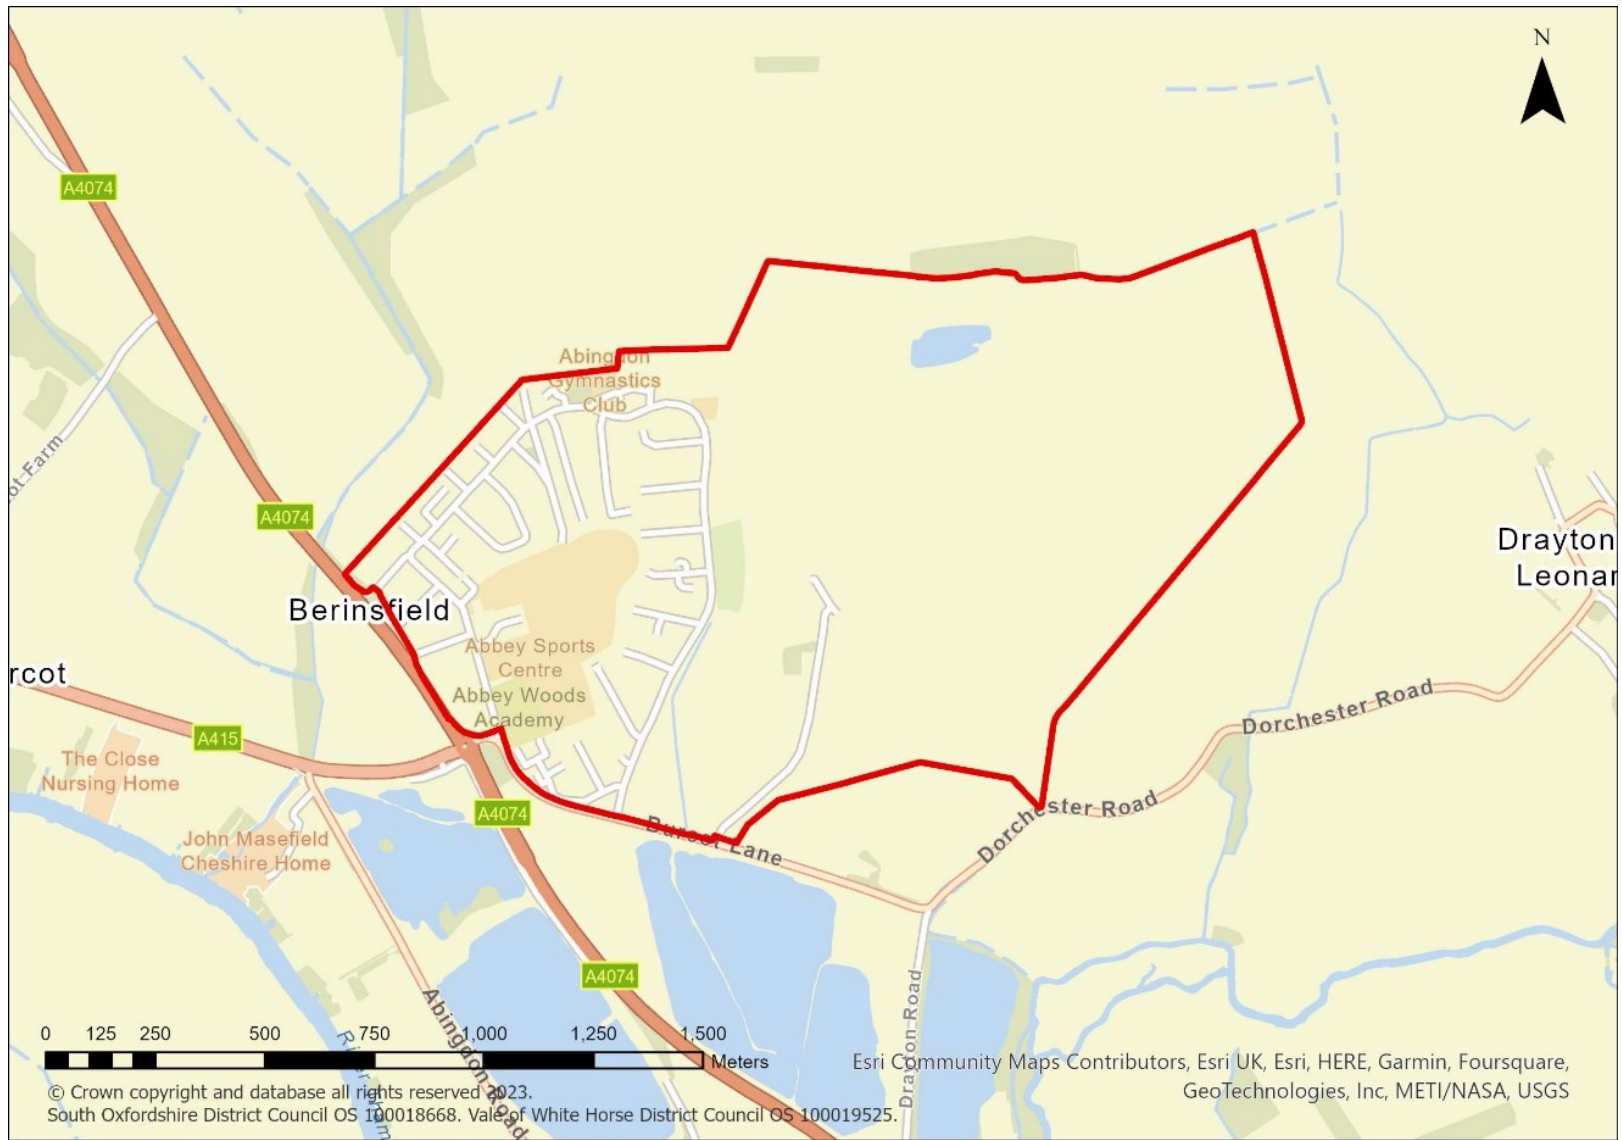 N
A4074
Abingdon
Gymnastics
Club
ot Farm
A4074
Drayton
Leonar
Berinsfield
Abbey Sports
Centre
Abbey Woods
Academy
rcot
A415
Dorchester Road
The Close
Nursing Home
A4074
Dorchester Road
John Masefield
Cheshire Home
Burcot Lane
A4074
Abingdon Road
Drayton Road
0 125 250 500 750 1,000 1,250 1,500
Meters
Esri Community Maps Contributors, Esri UK, Esri, HERE, Garmin, Foursquare,
GeoTechnologies, Inc, METI/NASA, USGS
© Crown copyright and database all rights reserved 2023.
South Oxfordshire District Council OS 100018668. Vale of White Horse District Council OS 100019525.